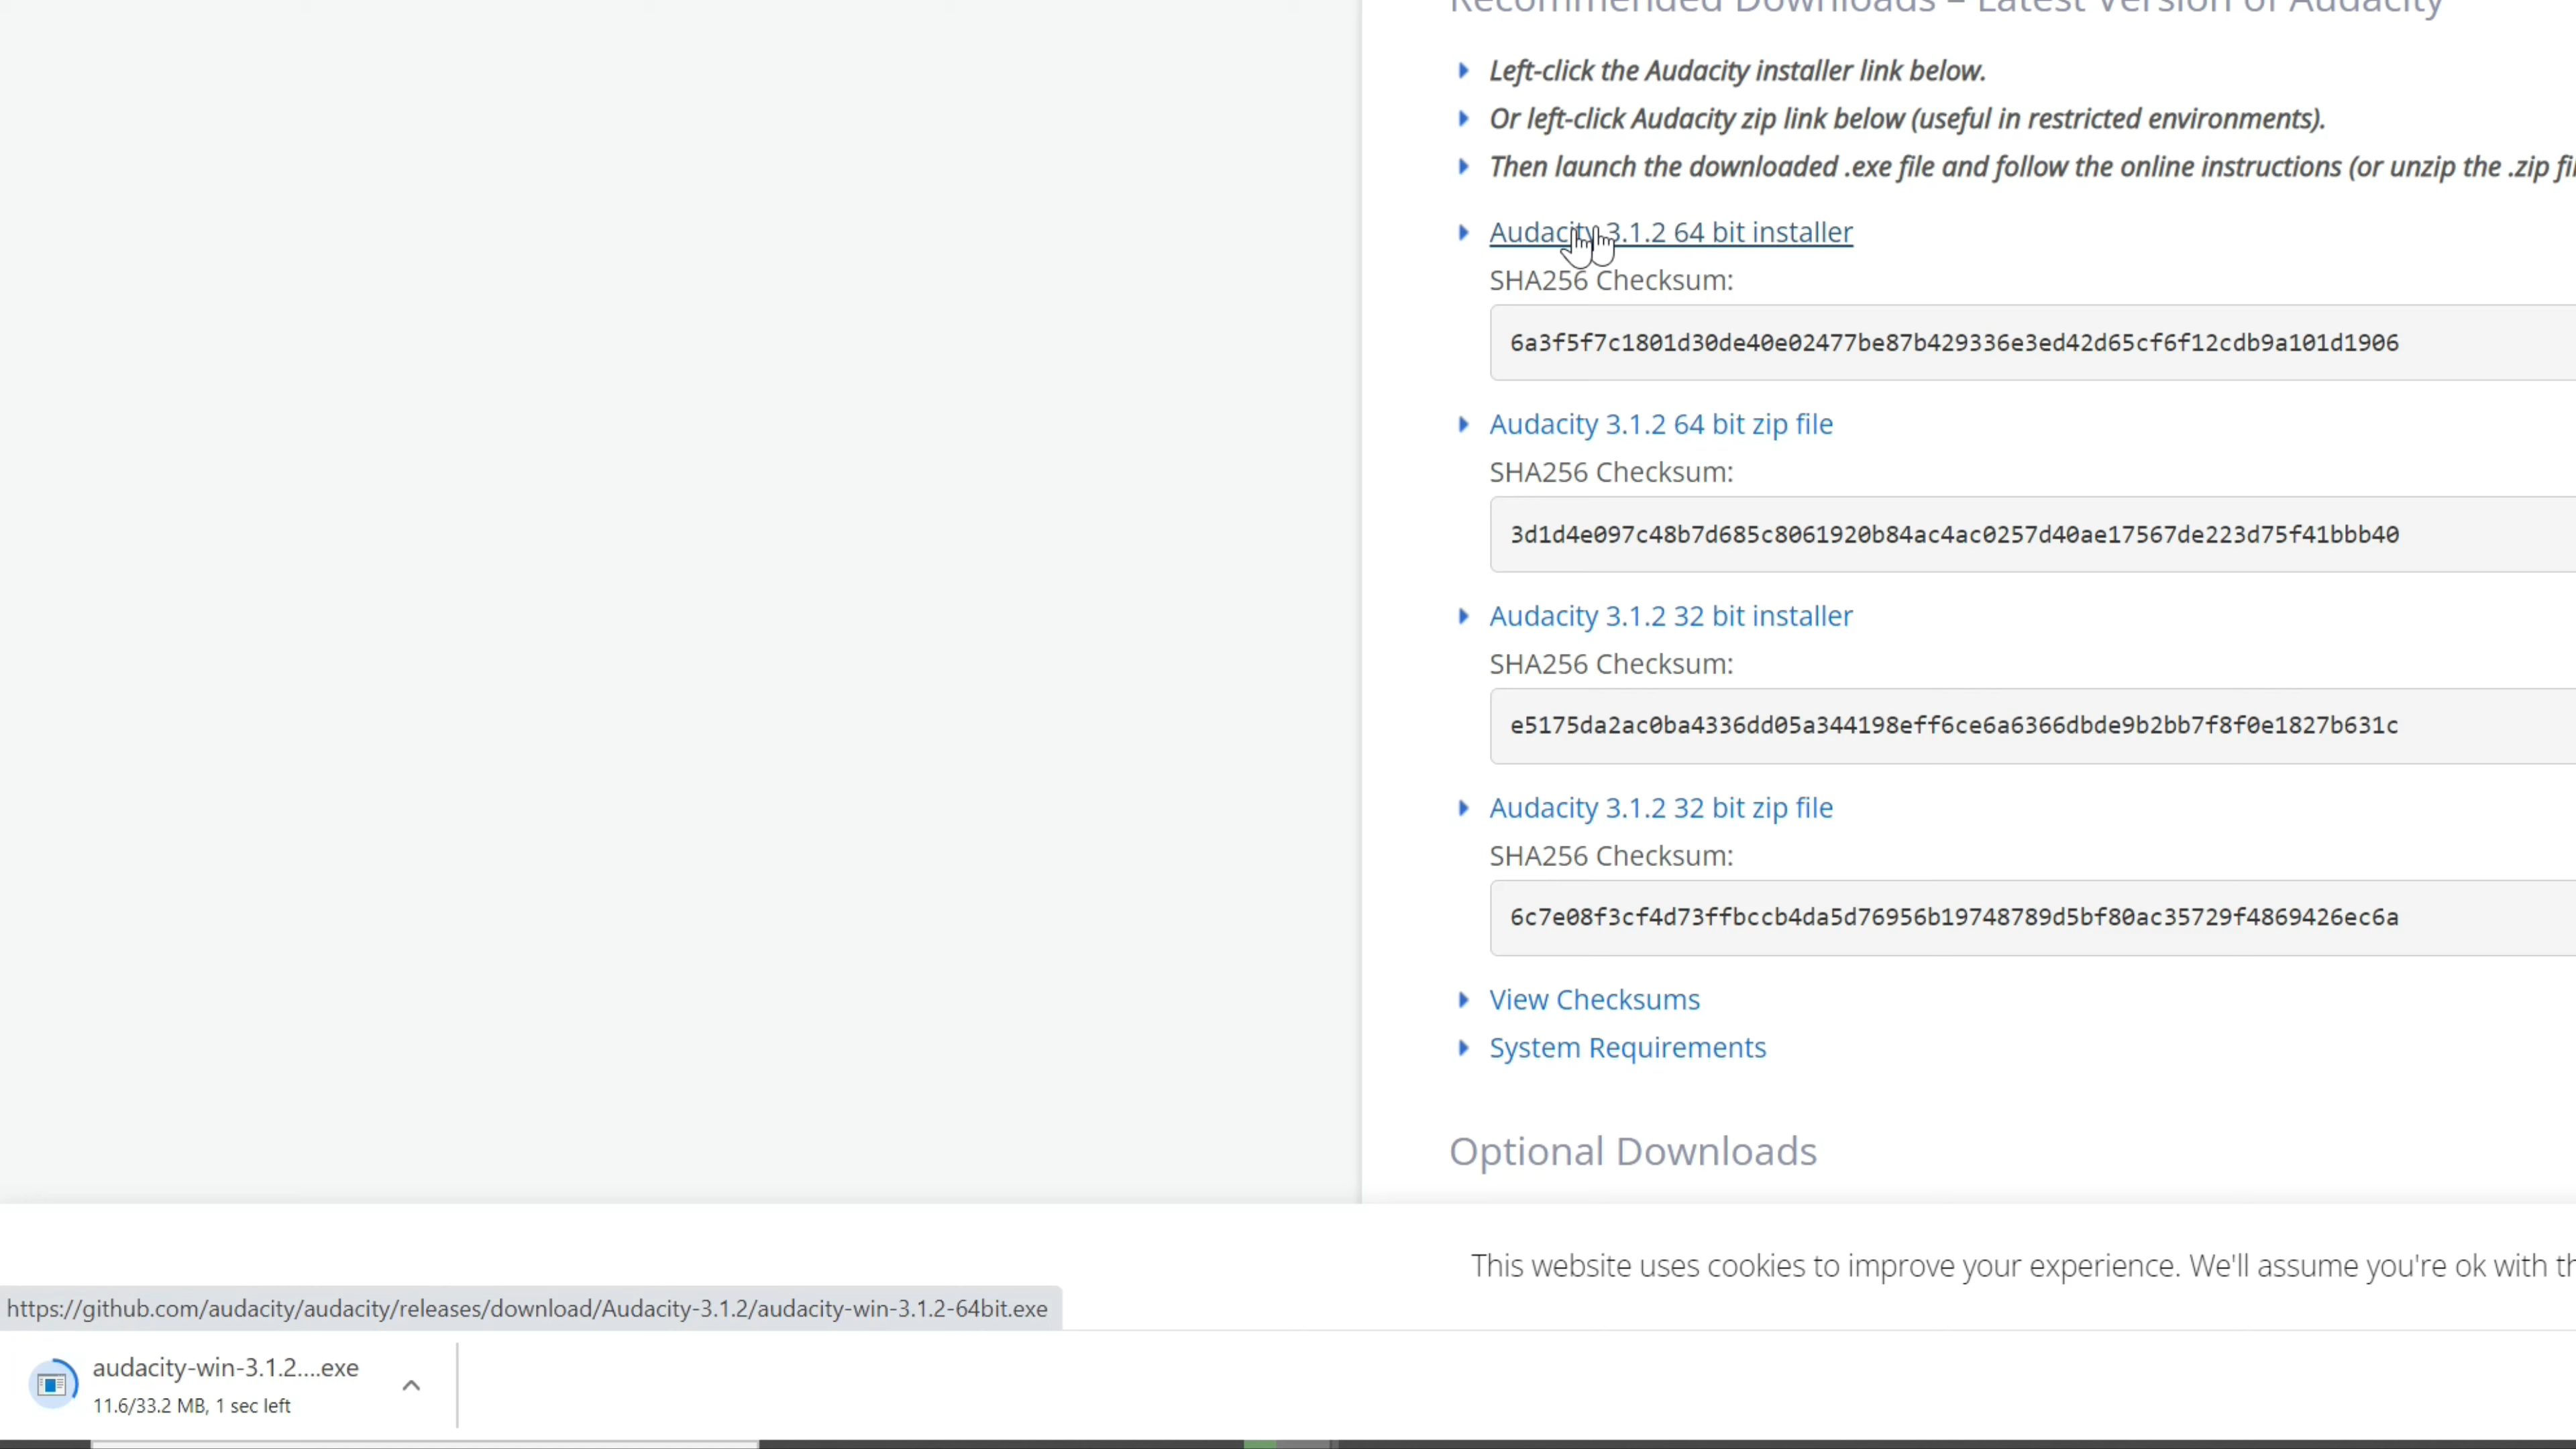 Recommended Downloads – Latest Version of Audacity
Left-click the Audacity installer link below.
Or left-click Audacity zip link below (useful in restricted environments).
Then launch the downloaded .exe file and follow the online instructions (or unzip the .zip fi
Audacity 3.1.2 64 bit installer
SHA256 Checksum:
6a3f5f7c1801d30de40e02477be87b429336e3ed42d65cf6f12cdb9a101d1906
Audacity 3.1.2 64 bit zip file
SHA256 Checksum:
3d1d4e097c48b7d685c8061920b84ac4ac0257d40ae17567de223d75f41bbb40
Audacity 3.1.2 32 bit installer
SHA256 Checksum:
e5175da2ac0ba4336dd05a344198eff6ce6a6366dbde9b2bb7f8f0e1827b631c
Audacity 3.1.2 32 bit zip file
SHA256 Checksum:
6c7e08f3cf4d73ffbccb4da5d76956b19748789d5bf80ac35729f4869426ec6a
View Checksums
System Requirements
Optional Downloads
This website uses cookies to improve your experience. We'll assume you're ok with th
https://github.com/audacity/audacity/releases/download/Audacity-3.1.2/audacity-win-3.1.2-64bit.exe
audacity-win-3.1.2....exe
11.6/33.2 MB, 1 sec left